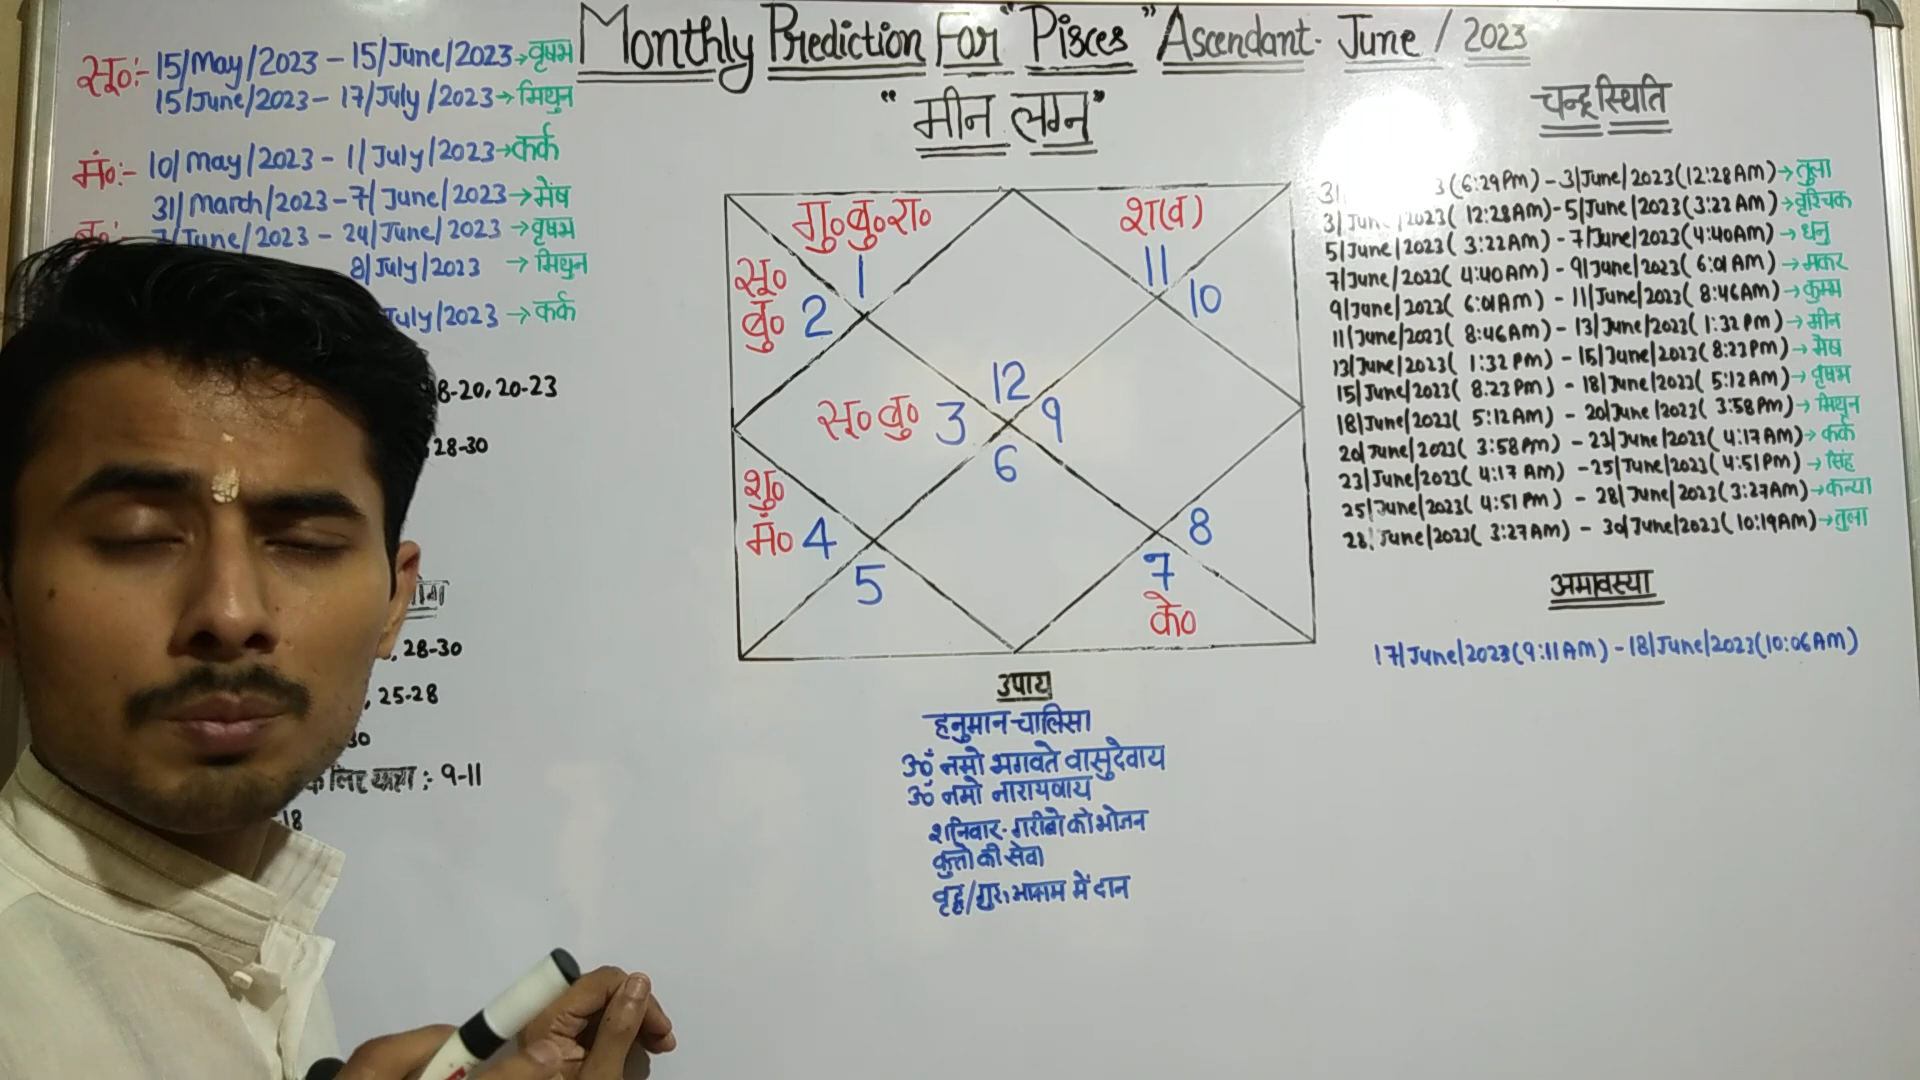 Monthly Prediction For "Pisces" Ascendant. June / 2023
"मीन लग्न"
सू०:- 15/May/2023 - 15/June/2023→वृषभ
15/June/2023 - 17/July/2023→मिथुन
मं०:- 10/May/2023 - 1/July/2023→कर्क
31/March/2023 - 7/June/2023→मेष
7/June/2023 - 24/June/2023→वृषभ
8/July/2023 → मिथुन
July/2023 → कर्क
8-20, 20-23
28-30
, 28-30
, 25-28
30
: 9-11
-18
गु० बु० रा०
1
सू०
बु० 2
सू० बु० 3
शु०
मं० 4
5
12
9
6
श(व)
11
10
8
7
के०
उपाय
हनुमान-चालिसा
ॐ नमो भगवते वासुदेवाय
ॐ नमो नारायणाय
शनिवार-गरीबो को भोजन
कुत्तो की सेवा
में दान
चन्द्र स्थिति
31 3(6:29Pm) - 3/June/2023(12:28AM)→तुला
3/June/2023( 12:28AM) - 5/June/2023(3:22AM)→वृश्चिक
5/June/2023( 3:22AM) - 7/June/2023(4:40AM)→धनु
7/June/2023( 4:40AM) - 9/June/2023( 6:01AM)→मकर
9/June/2023( 6:01AM) - 11/June/2023( 8:46AM)→कुम्भ
11/June/2023( 8:46AM) - 13/June/2023( 1:32Pm)→मीन
13/June/2023( 1:32Pm) - 15/June/2023(8:23Pm)→मेष
15/June/2023( 8:23Pm) - 18/June/2023( 5:12AM)→वृषभ
18/June/2023( 5:12AM) - 20/June/2023( 3:58Pm)→मिथुन
20/June/2023( 3:58Pm) - 23/June/2023( 4:17AM)→कर्क
23/June/2023( 4:17AM) - 25/June/2023(4:51Pm)→सिंह
25/June/2023( 4:51Pm) - 28/June/2023(3:27AM)→कन्या
28/June/2023( 3:27AM) - 30/June/2023(10:19AM)→तुला
अमावस्या
17/June/2023(9:11AM) - 18/June/2023(10:06AM)